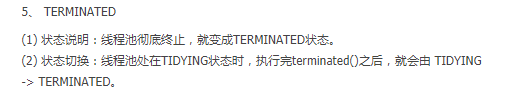 5、 TERMINATED
(1) 状态说明：线程池彻底终止，就变成TERMINATED状态。
(2) 状态切换：线程池处在TIDYING状态时，执行完terminated()之后，就会由 TIDYING
-> TERMINATED。